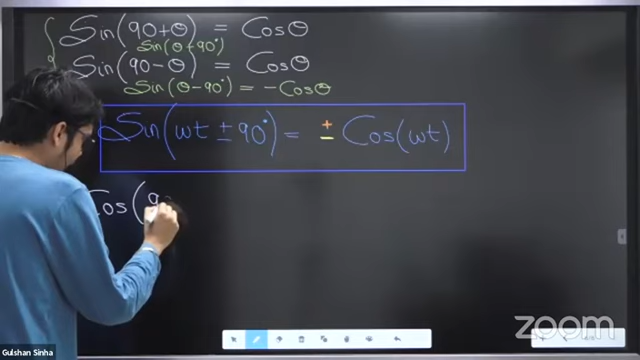 Sin(90+θ) = Cosθ
Sin(θ+90°)
Sin(90-θ) = Cosθ
Sin(θ-90°) = -Cosθ
Sin(ωt ± 90°) = ± Cos(ωt)
Cos(9
zoom
Gulshan Sinha